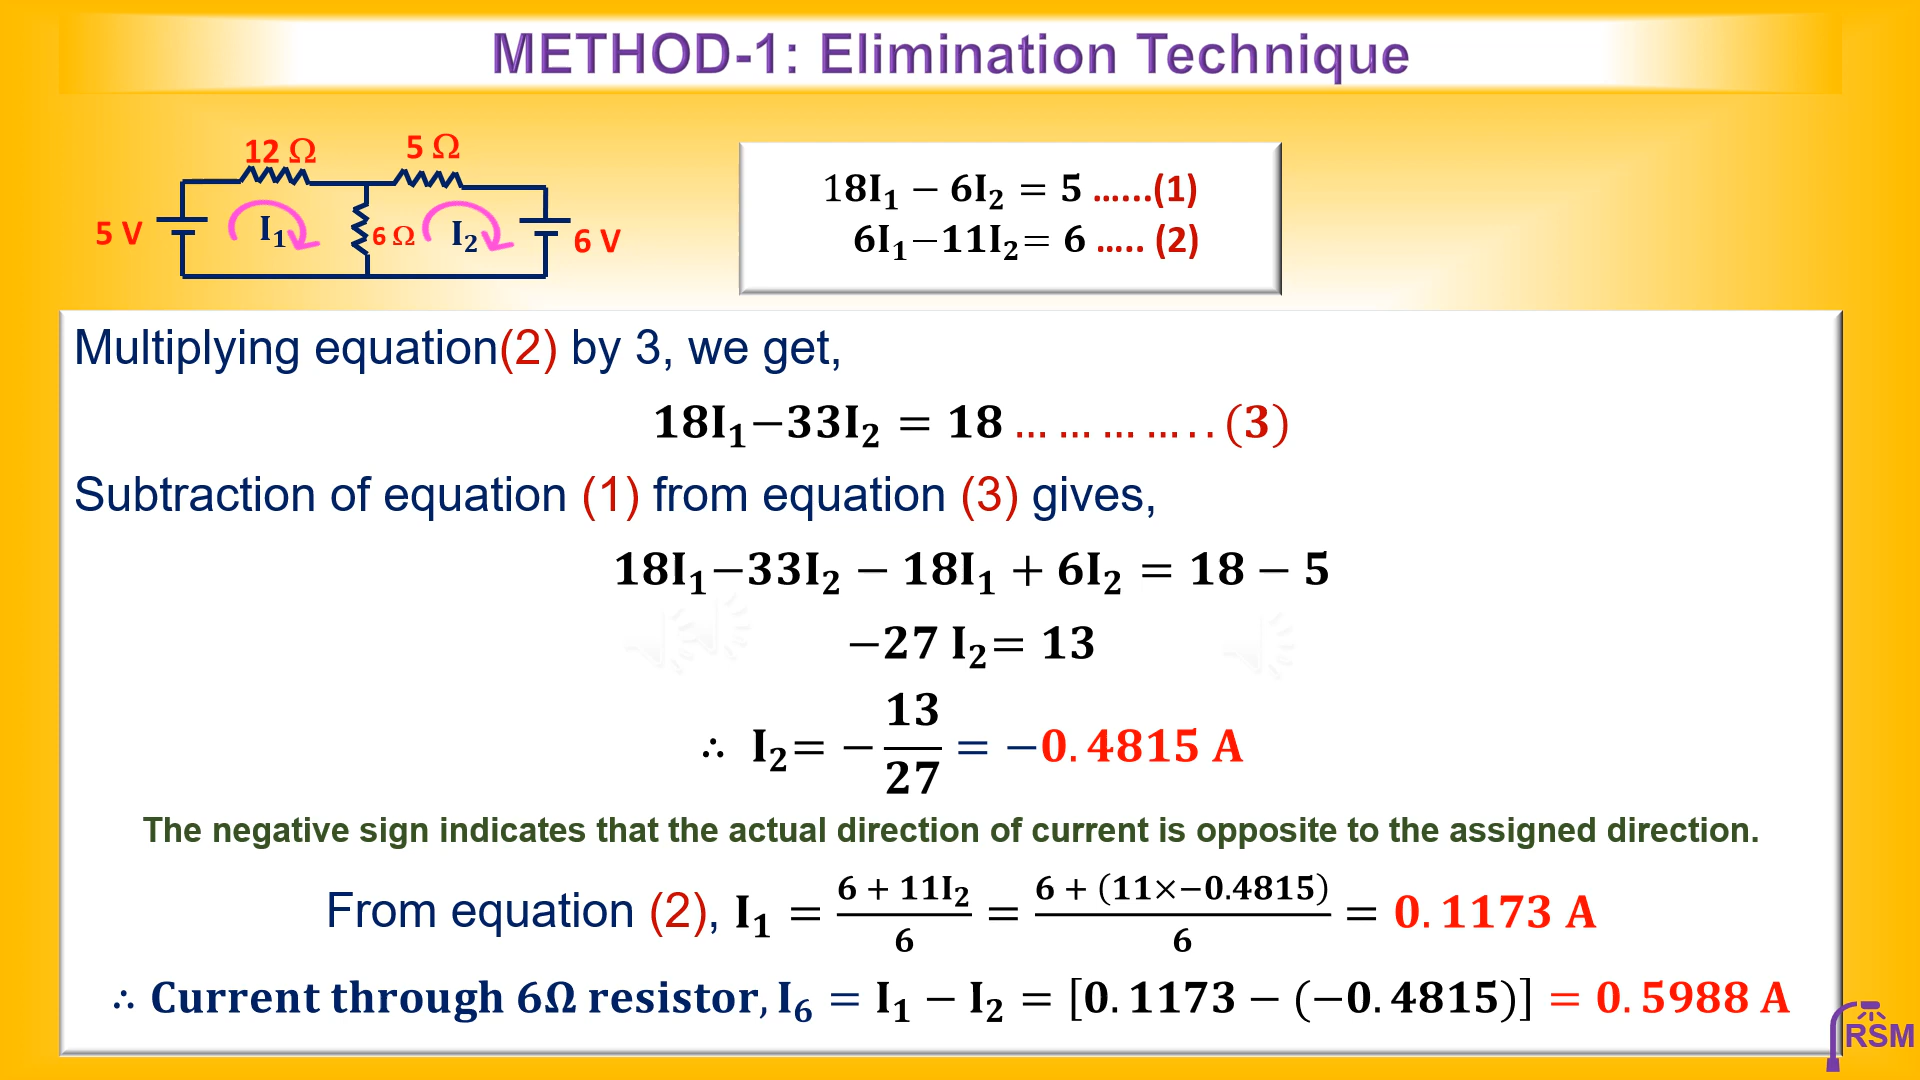 METHOD-1: Elimination Technique
12 Ω
5 Ω
5 V
I₁
6 Ω
I₂
6 V
18I₁ − 6I₂ = 5 ......(1)
6I₁−11I₂= 6 ..... (2)
Multiplying equation(2) by 3, we get,
18I₁−33I₂ = 18 … … … … . . (3)
Subtraction of equation (1) from equation (3) gives,
18I₁−33I₂ − 18I₁ + 6I₂ = 18 − 5
−27 I₂= 13
∴ I₂= − 13/27 = −0.4815 A
The negative sign indicates that the actual direction of current is opposite to the assigned direction.
From equation (2), I₁ = (6 + 11I₂)/6 = (6 + (11×−0.4815))/6 = 0.1173 A
∴ Current through 6Ω resistor, I₆ = I₁ − I₂ = [0.1173 − (−0.4815)] = 0.5988 A
RSM